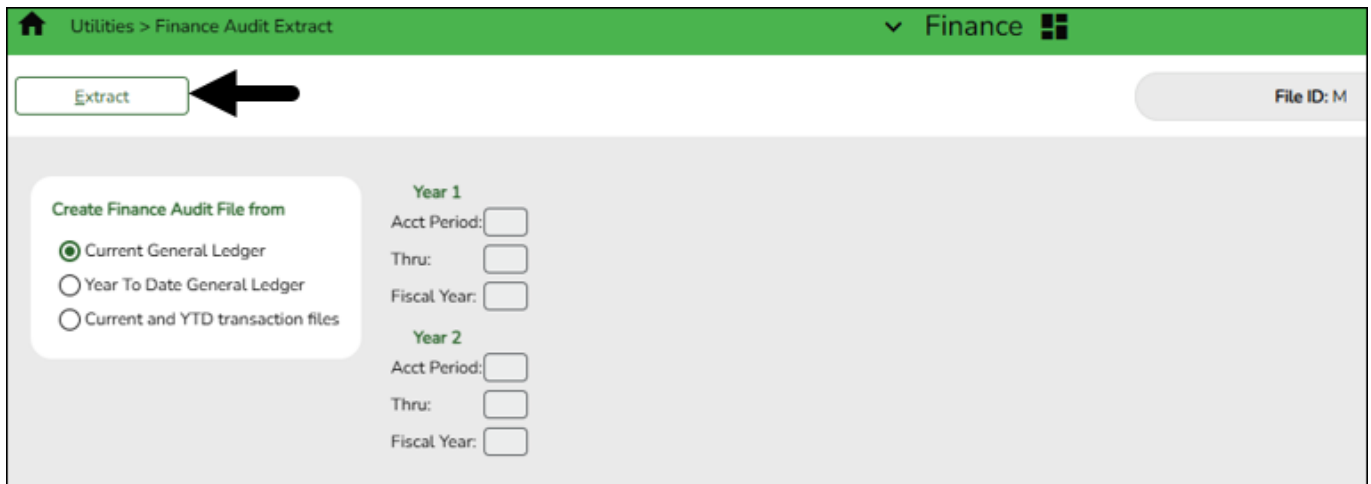 Utilities > Finance Audit Extract
Finance
Extract
File ID: M
Create Finance Audit File from
Current General Ledger
Year To Date General Ledger
Current and YTD transaction files
Year 1
Acct Period:
Thru:
Fiscal Year:
Year 2
Acct Period:
Thru:
Fiscal Year: